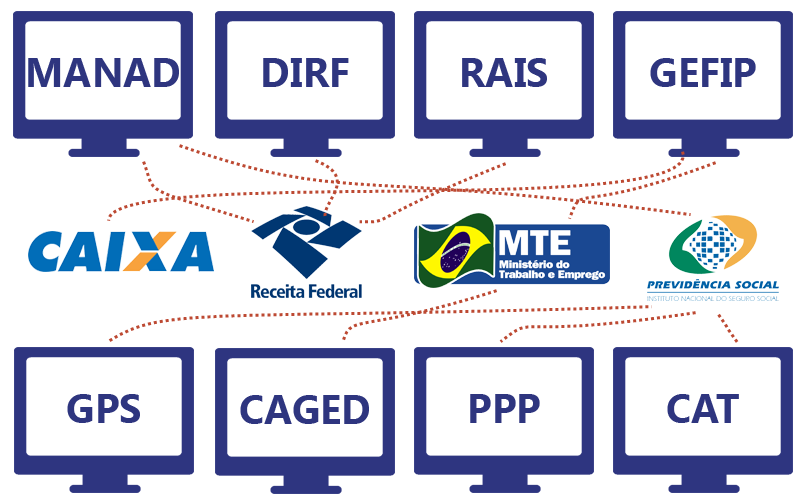 MANAD
DIRF
RAIS
GEFIP
CAIXA
Receita Federal
MTE
Ministério do
Trabalho e Emprego
PREVIDÊNCIA SOCIAL
INSTITUTO NACIONAL DO SEGURO SOCIAL
GPS
CAGED
PPP
CAT